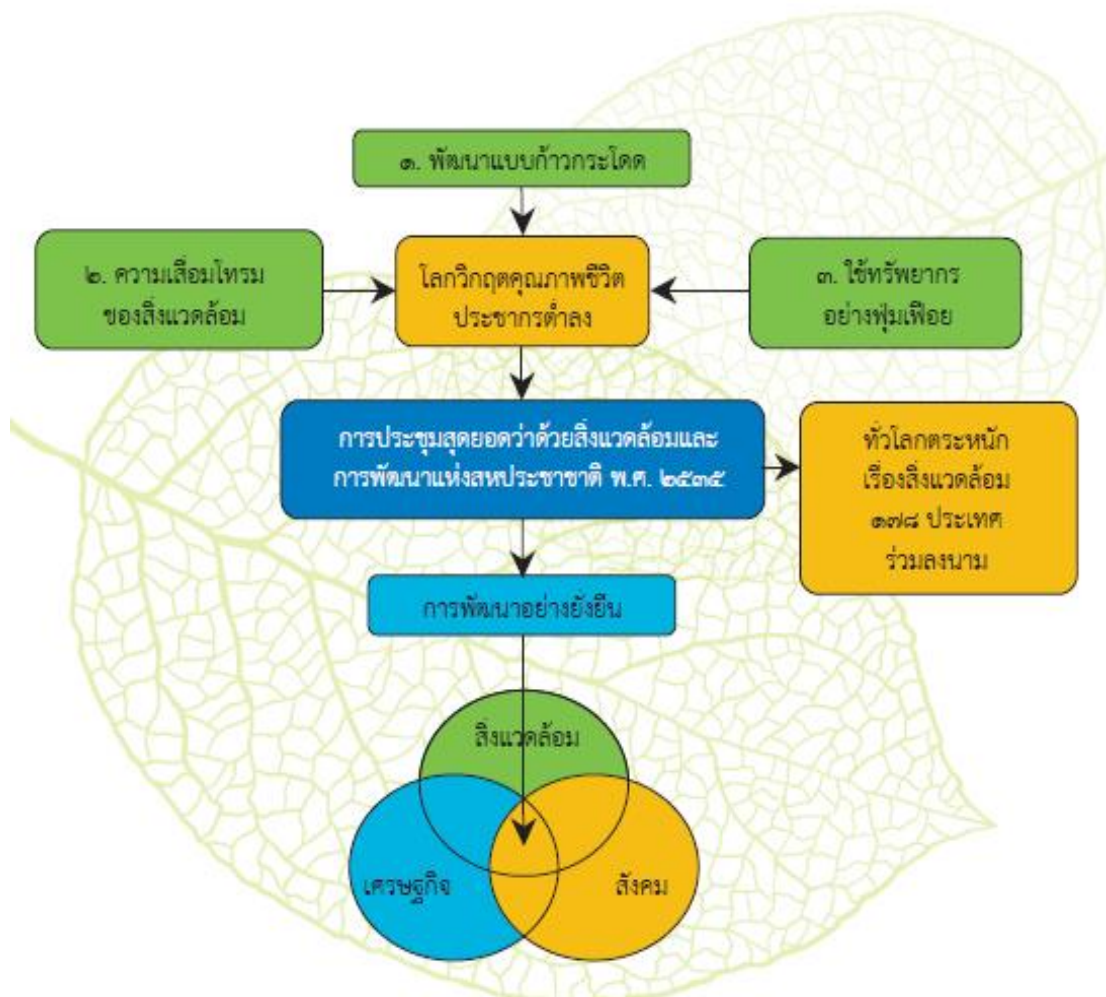 ๑. พัฒนาแบบก้าวกระโดด
๒. ความเสื่อมโทรม
ของสิ่งแวดล้อม
โลกวิกฤตคุณภาพชีวิต
ประชากรต่ำลง
๓. ใช้ทรัพยากร
อย่างฟุ่มเฟือย
การประชุมสุดยอดว่าด้วยสิ่งแวดล้อมและ
การพัฒนาแห่งสหประชาชาติ พ.ศ. ๒๕๓๕
ทั่วโลกตระหนัก
เรื่องสิ่งแวดล้อม
๑๗๘ ประเทศ
ร่วมลงนาม
การพัฒนาอย่างยั่งยืน
สิ่งแวดล้อม
เศรษฐกิจ
สังคม